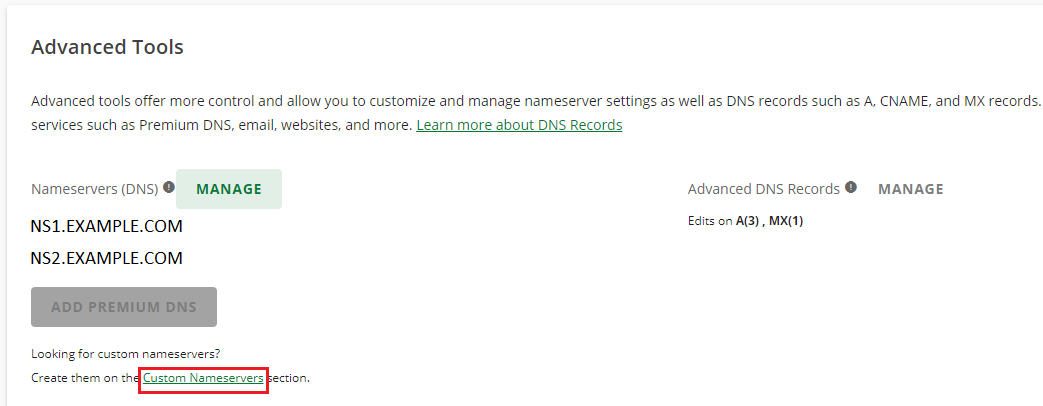 Advanced Tools
Advanced tools offer more control and allow you to customize and manage nameserver settings as well as DNS records such as A, CNAME, and MX records.
services such as Premium DNS, email, websites, and more. Learn more about DNS Records
Nameservers (DNS) MANAGE
NS1.EXAMPLE.COM
NS2.EXAMPLE.COM
ADD PREMIUM DNS
Looking for custom nameservers?
Create them on the Custom Nameservers section.
Advanced DNS Records MANAGE
Edits on A(3) , MX(1)